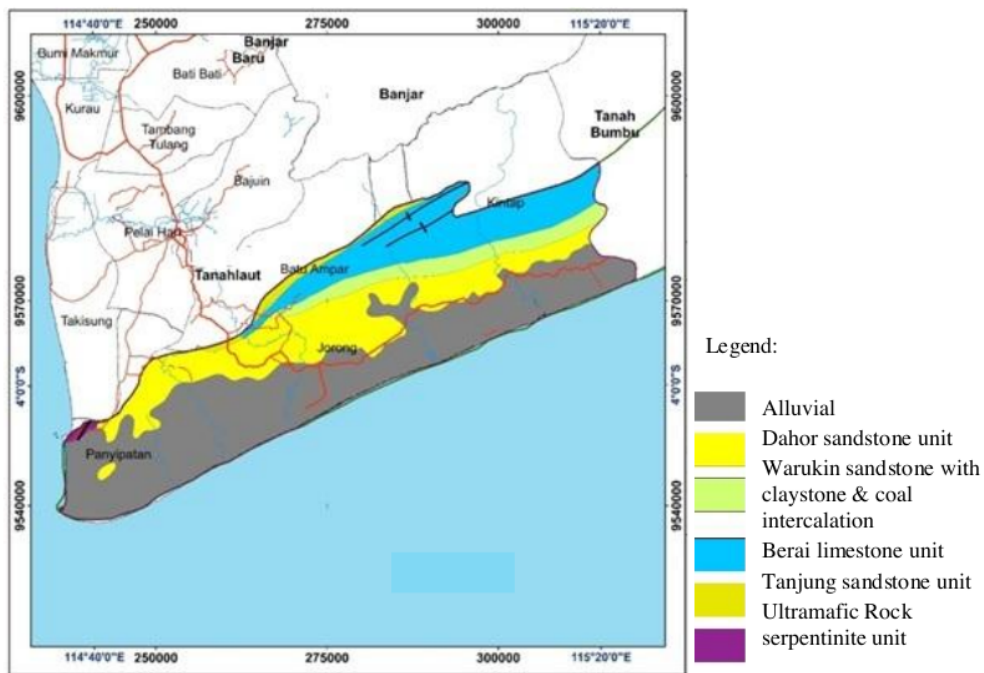 114°40'0"E 250000 275000 300000 115°20'0"E
Bumi Makmur
Banjar
Baru
Bati Bati
Kurau
Banjar
9600000
9600000
Tanah
Bumbu
Tambang
Tulang
Bajuin
Kintap
Pelai Hari
Batu Ampar
Tanahlaut
9570000
9570000
Takisung
Jorong
4°0'0"S
4°0'0"S
Panyipatan
9540000
9540000
114°40'0"E 250000 275000 300000 115°20'0"E
Legend:
Alluvial
Dahor sandstone unit
Warukin sandstone with
claystone & coal
intercalation
Berai limestone unit
Tanjung sandstone unit
Ultramafic Rock
serpentinite unit